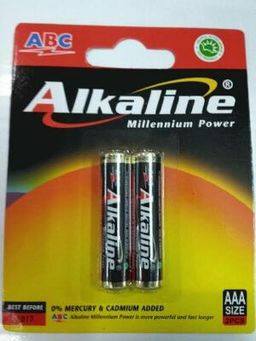 ABC
Alkaline®
Millennium Power
Alkaline
Alkaline
AAA
SIZE
2PCS
BEST BEFORE
0% MERCURY & CADMIUM ADDED
ABC Alkaline Millennium Power is more powerful and last longer